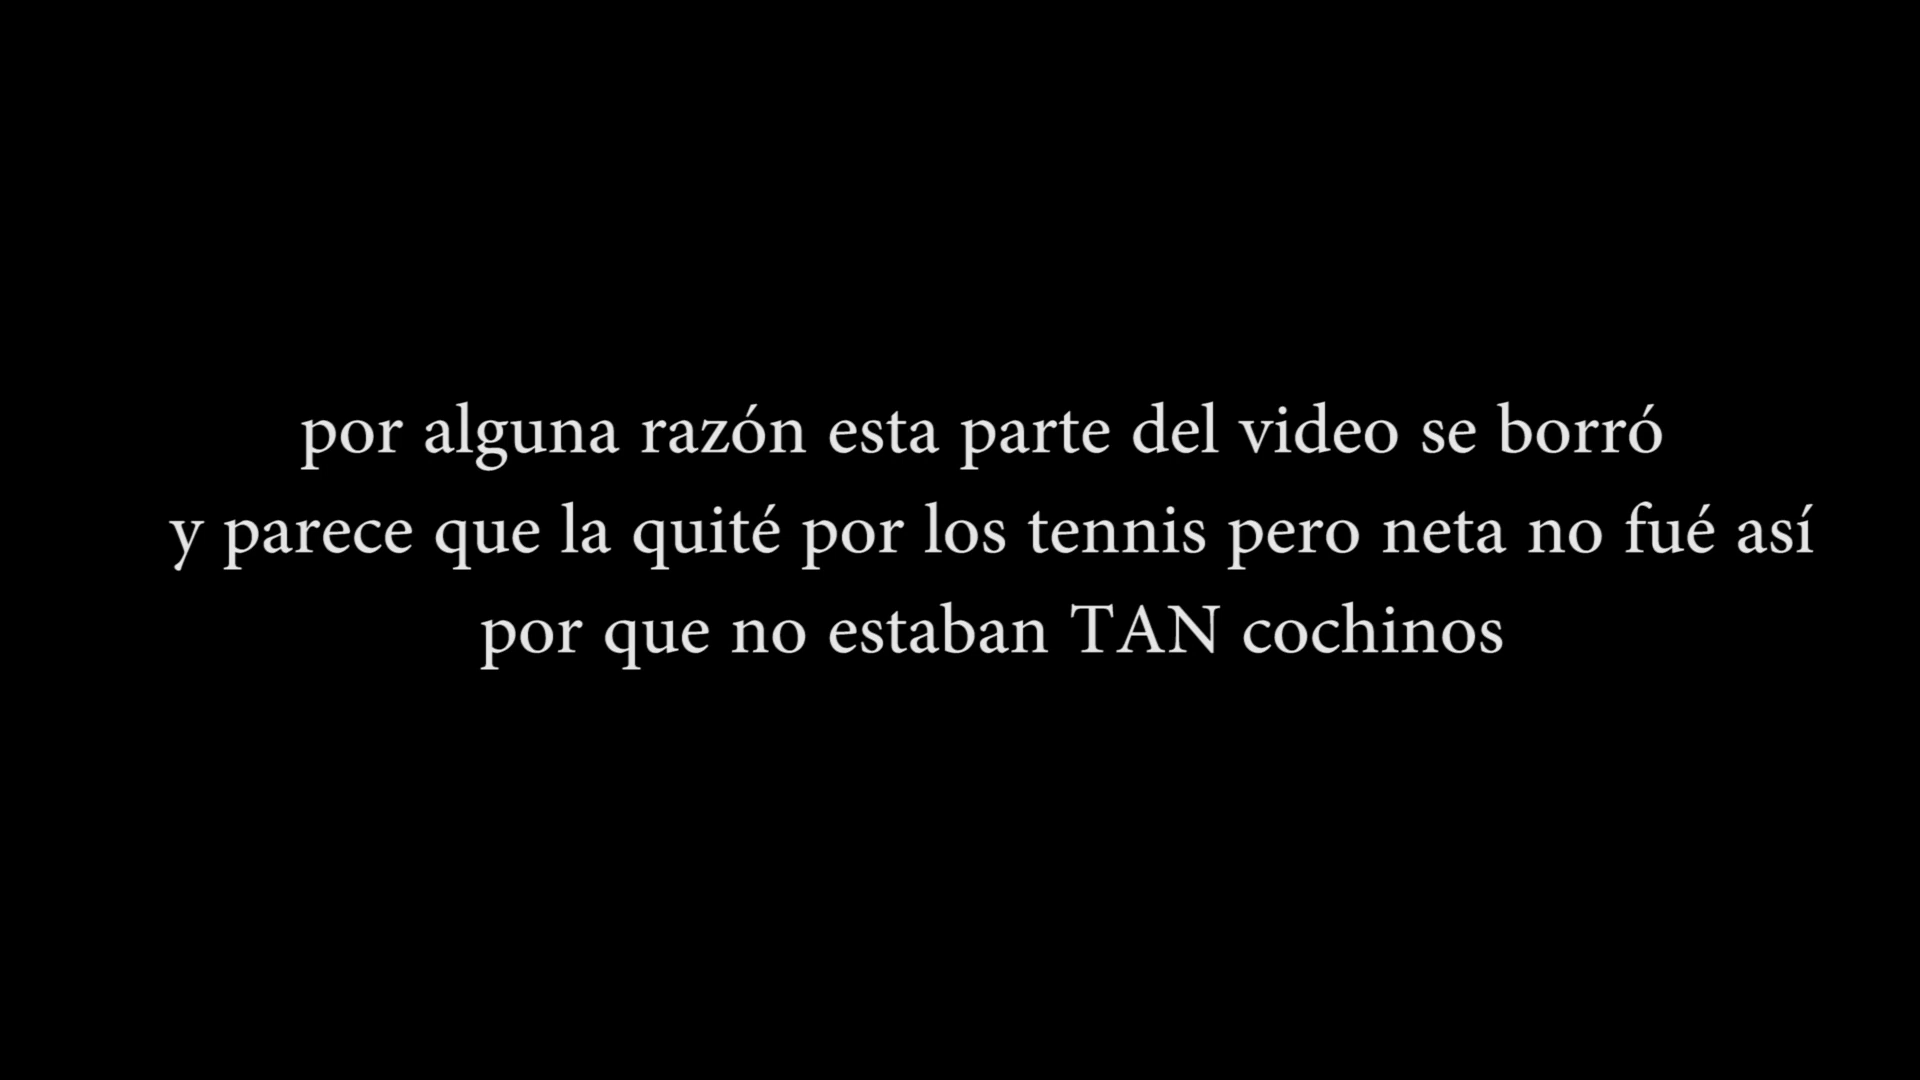 por alguna razón esta parte del video se borró
y parece que la quité por los tennis pero neta no fué así
por que no estaban TAN cochinos